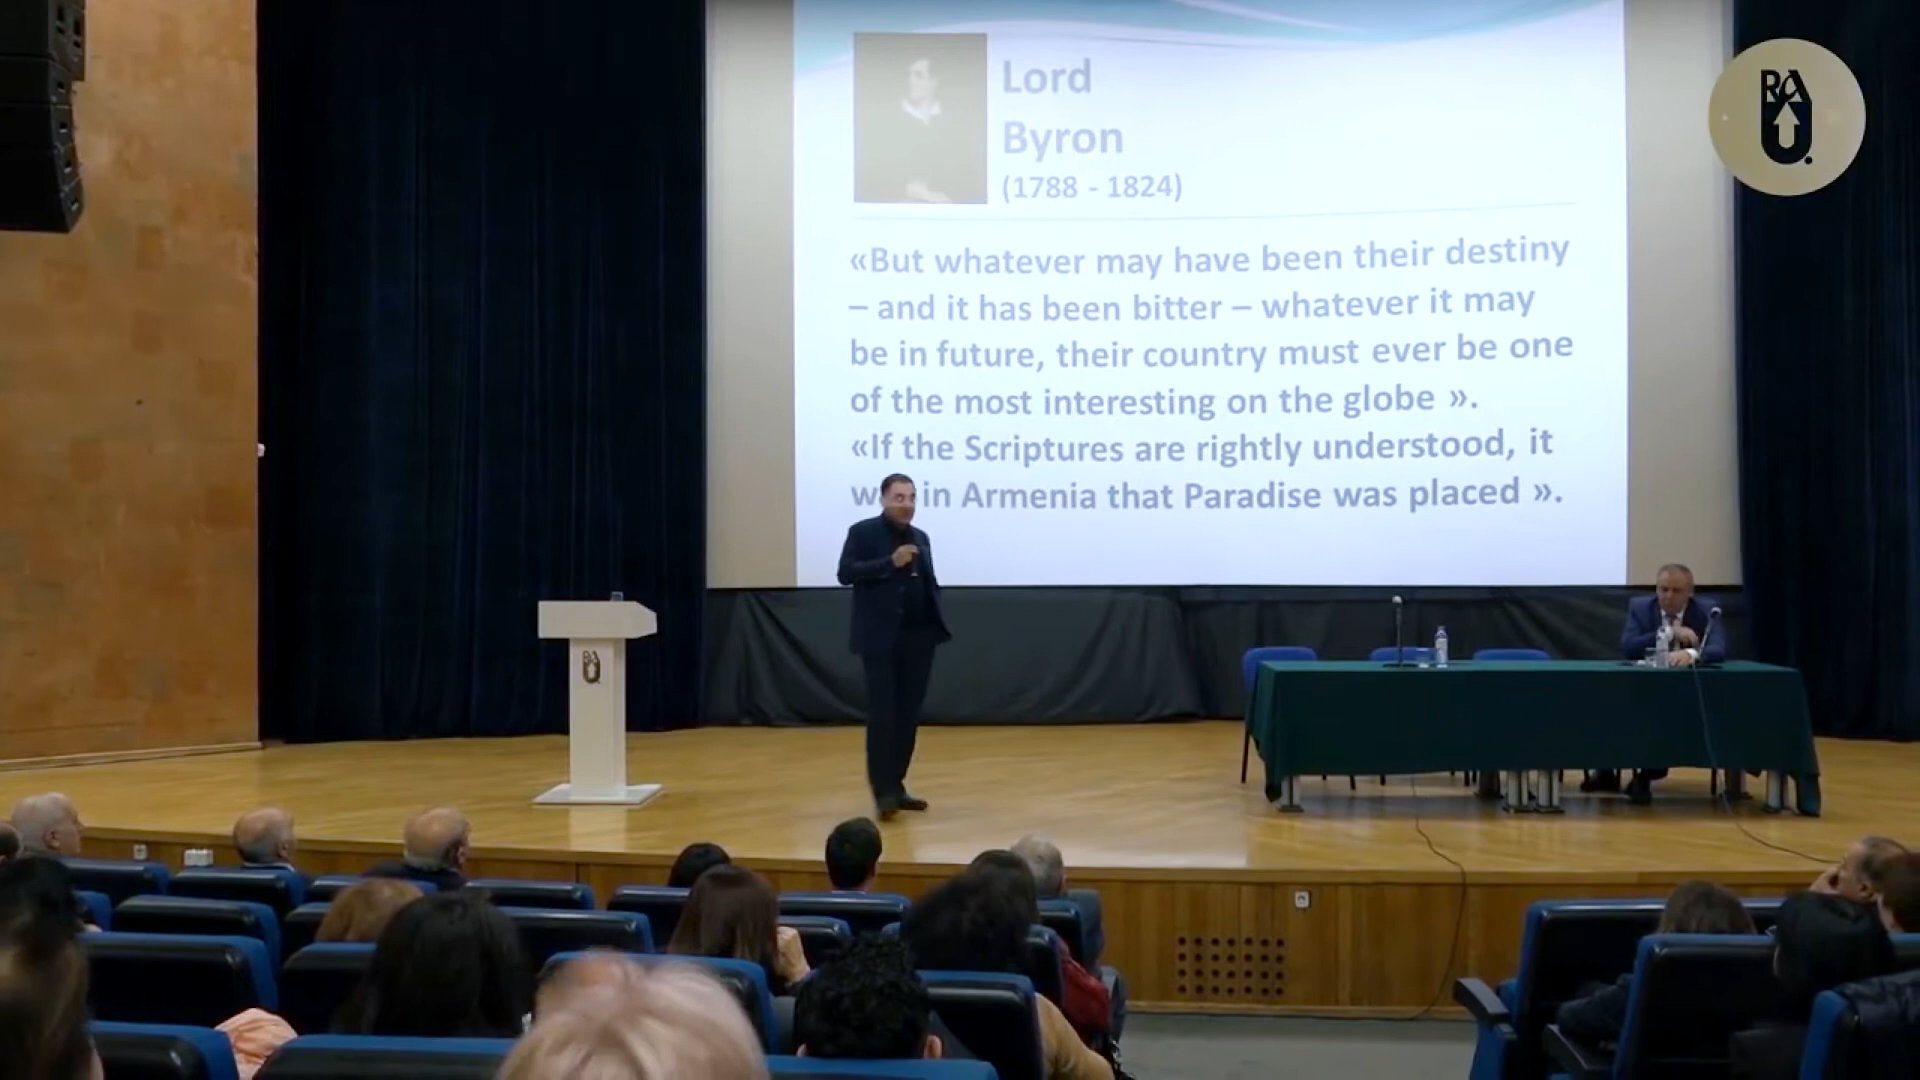 Lord
Byron
(1788 - 1824)
«But whatever may have been their destiny
– and it has been bitter – whatever it may
be in future, their country must ever be one
of the most interesting on the globe ».
«If the Scriptures are rightly understood, it
in Armenia that Paradise was placed ».
RAU
RAU